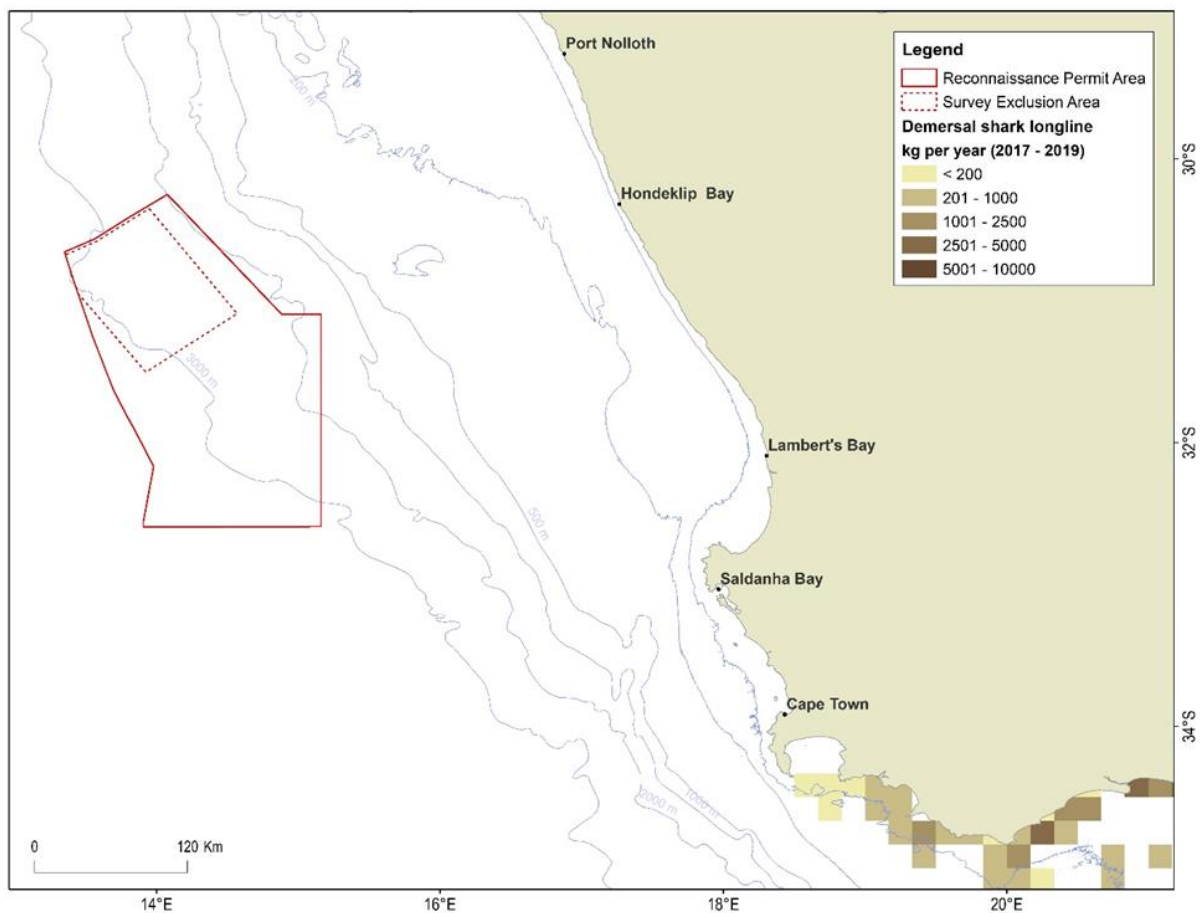 Port Nolloth
Legend
Reconnaissance Permit Area
Survey Exclusion Area
Demersal shark longline
kg per year (2017 - 2019)
< 200
201 - 1000
1001 - 2500
2501 - 5000
5001 - 10000
200 m
30°S
Hondeklip Bay
3000 m
Lambert's Bay
32°S
500 m
Saldanha Bay
Cape Town
34°S
2000 m
1000 m
0
120 Km
14°E
16°E
18°E
20°E